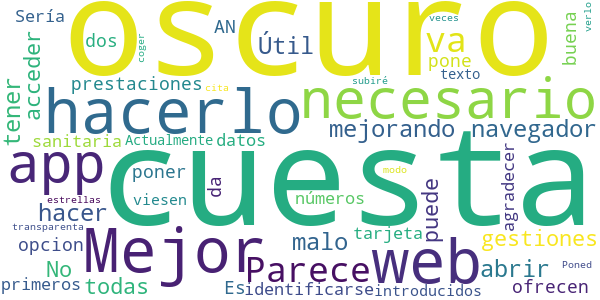 oscuro
Sería
AN
dos
Útil
veces
verlo
va
buena
coger
pone
texto
acceder
tener
prestaciones
cita
subiré
hacerlo
necesario
sanitaria
Actualmente
datos
mejorando
navegador
app
cuesta
poner
da
modo
estrellas
viesen
números
puede
agradecer
hacer
transparenta
opcion
Mejor
malo
tarjeta
gestiones
web
No
Parece
abrir
Poned
primeros
todas
Es
identificarse
introducidos
ofrecen